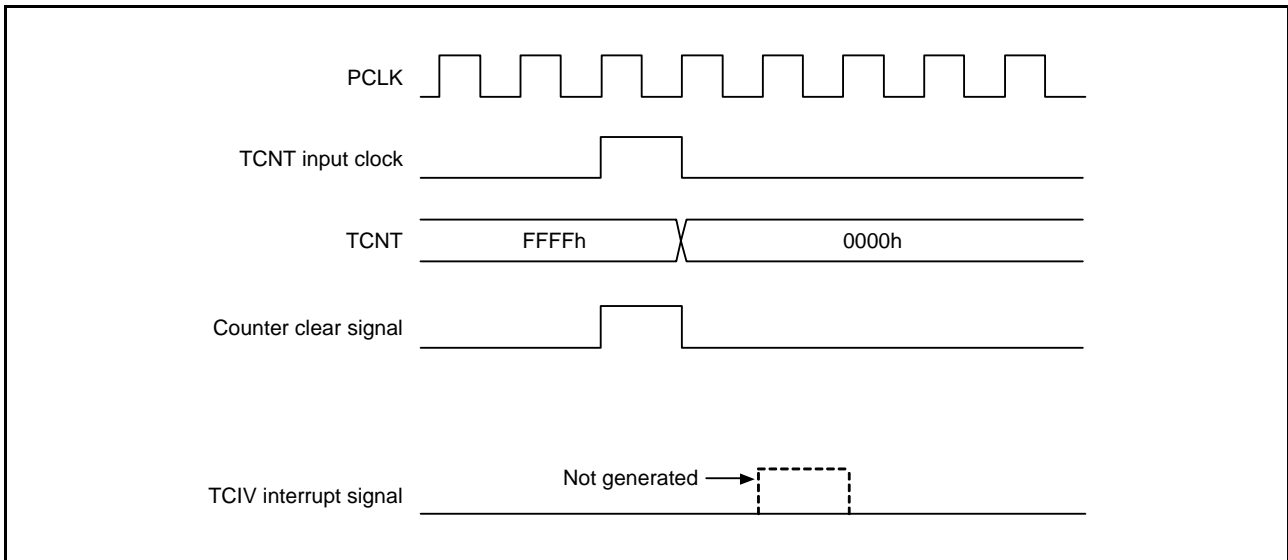 PCLK
TCNT input clock
TCNT
FFFFh
0000h
Counter clear signal
Not generated
TCIV interrupt signal